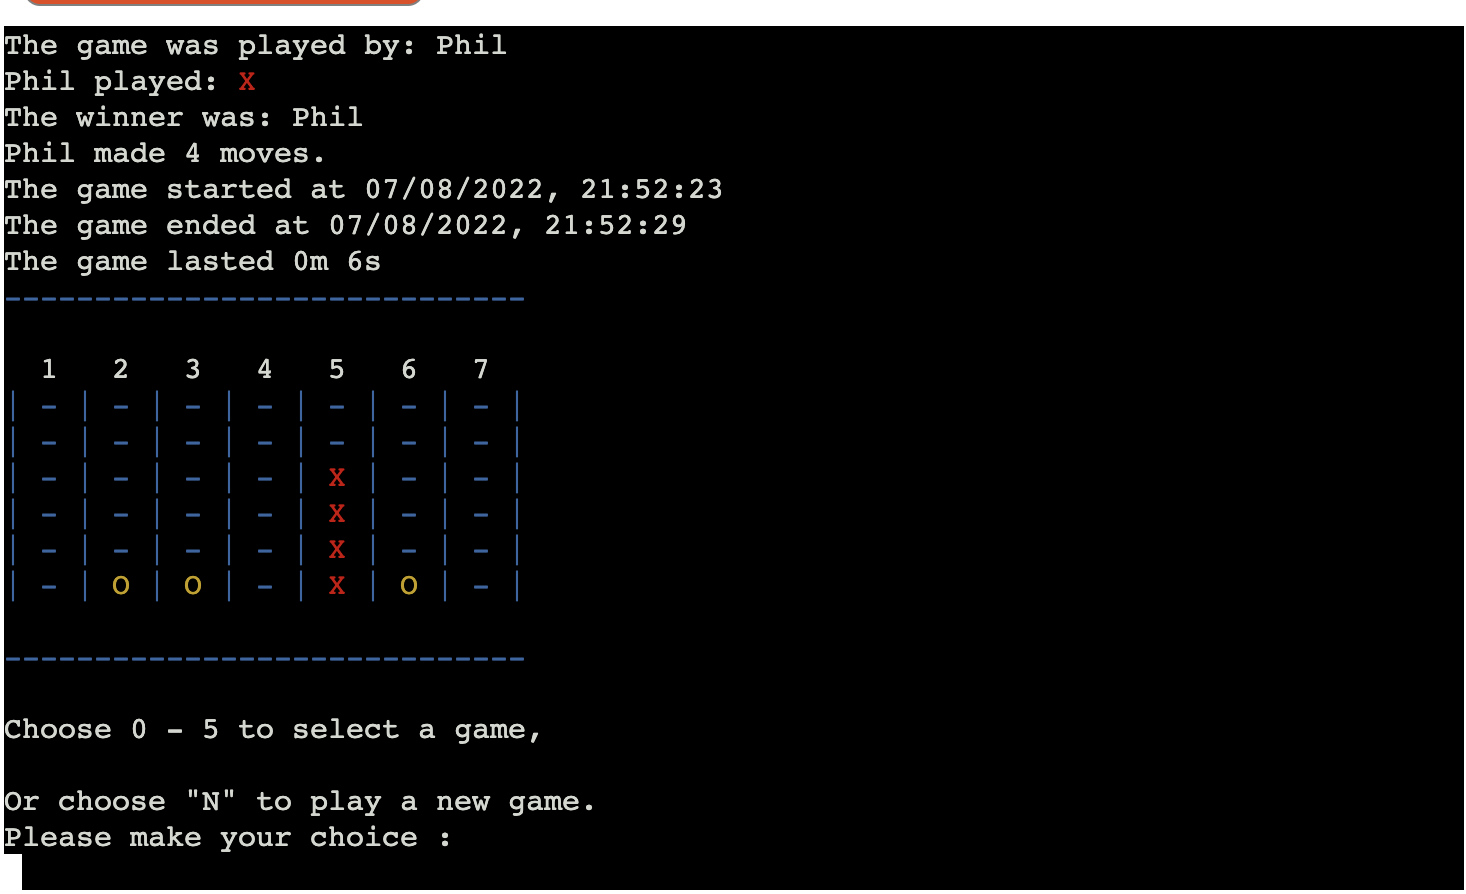 The game was played by: Phil
Phil played: X
The winner was: Phil
Phil made 4 moves.
The game started at 07/08/2022, 21:52:23
The game ended at 07/08/2022, 21:52:29
The game lasted 0m 6s
-----------------------------
1 2 3 4 5 6 7
| - | - | - | - | - | - | - |
| - | - | - | - | - | - | - |
| - | - | - | - | X | - | - |
| - | - | - | - | X | - | - |
| - | - | - | - | X | - | - |
| - | O | O | - | X | O | - |
-----------------------------
Choose 0 - 5 to select a game,
Or choose "N" to play a new game.
Please make your choice :